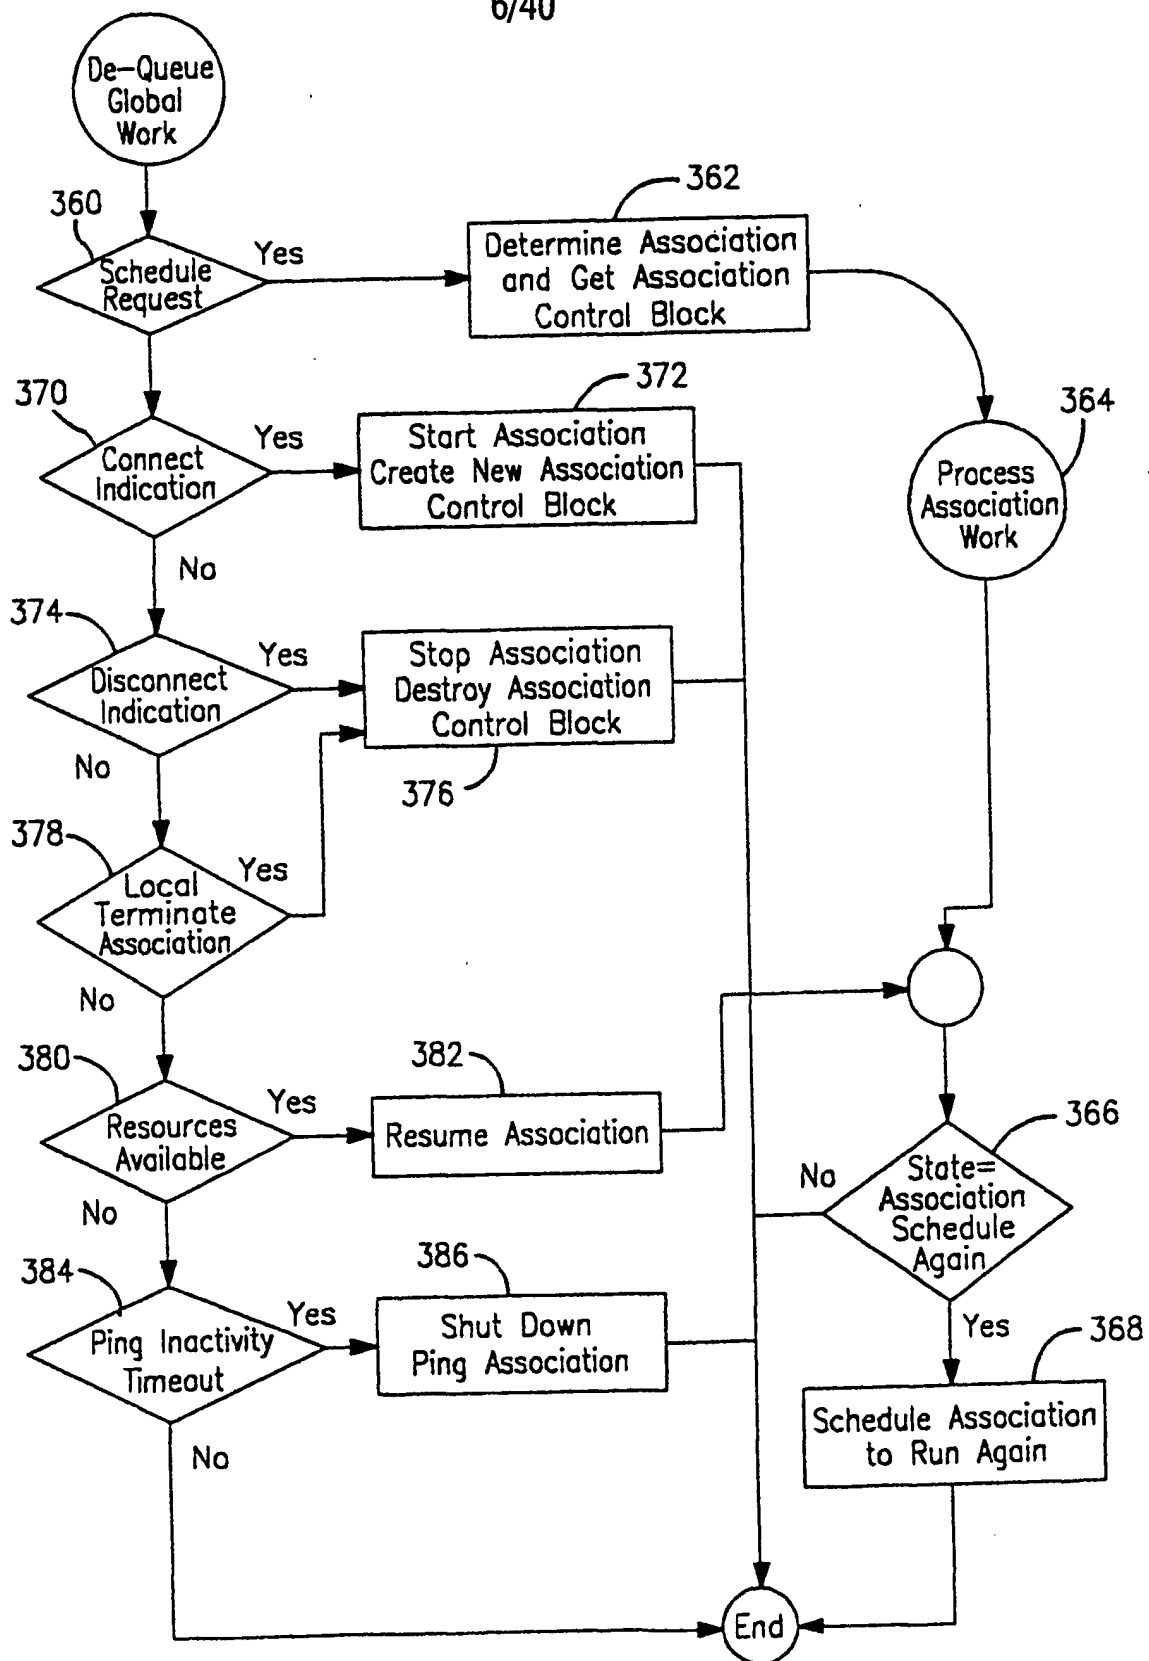 6/40
De-Queue
Global
Work
360
Schedule
Request
Yes
362
Determine Association
and Get Association
Control Block
370
Connect
Indication
Yes
372
Start Association
Create New Association
Control Block
364
Process
Association
Work
No
374
Disconnect
Indication
Yes
Stop Association
Destroy Association
Control Block
376
No
378
Local
Terminate
Association
Yes
No
380
Resources
Available
Yes
382
Resume Association
366
State=
Association
Schedule
Again
No
No
384
Ping Inactivity
Timeout
Yes
386
Shut Down
Ping Association
Yes
368
Schedule Association
to Run Again
No
End